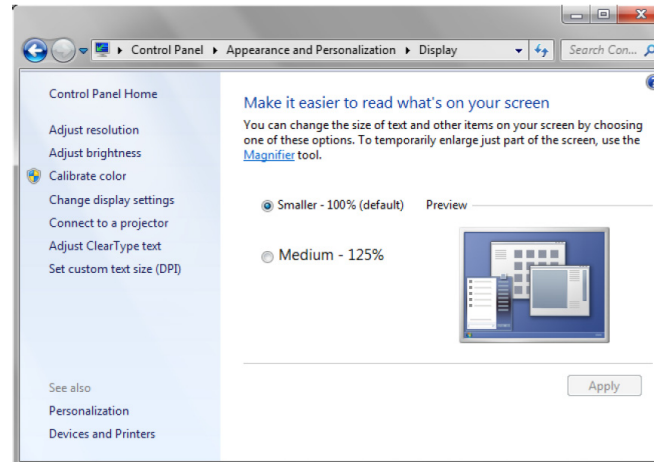 Control Panel ▸ Appearance and Personalization ▸ Display
Search Con...
Control Panel Home
Adjust resolution
Adjust brightness
Calibrate color
Change display settings
Connect to a projector
Adjust ClearType text
Set custom text size (DPI)
See also
Personalization
Devices and Printers
Make it easier to read what's on your screen
You can change the size of text and other items on your screen by choosing
one of these options. To temporarily enlarge just part of the screen, use the
Magnifier tool.
Smaller - 100% (default)
Preview
Medium - 125%
Apply